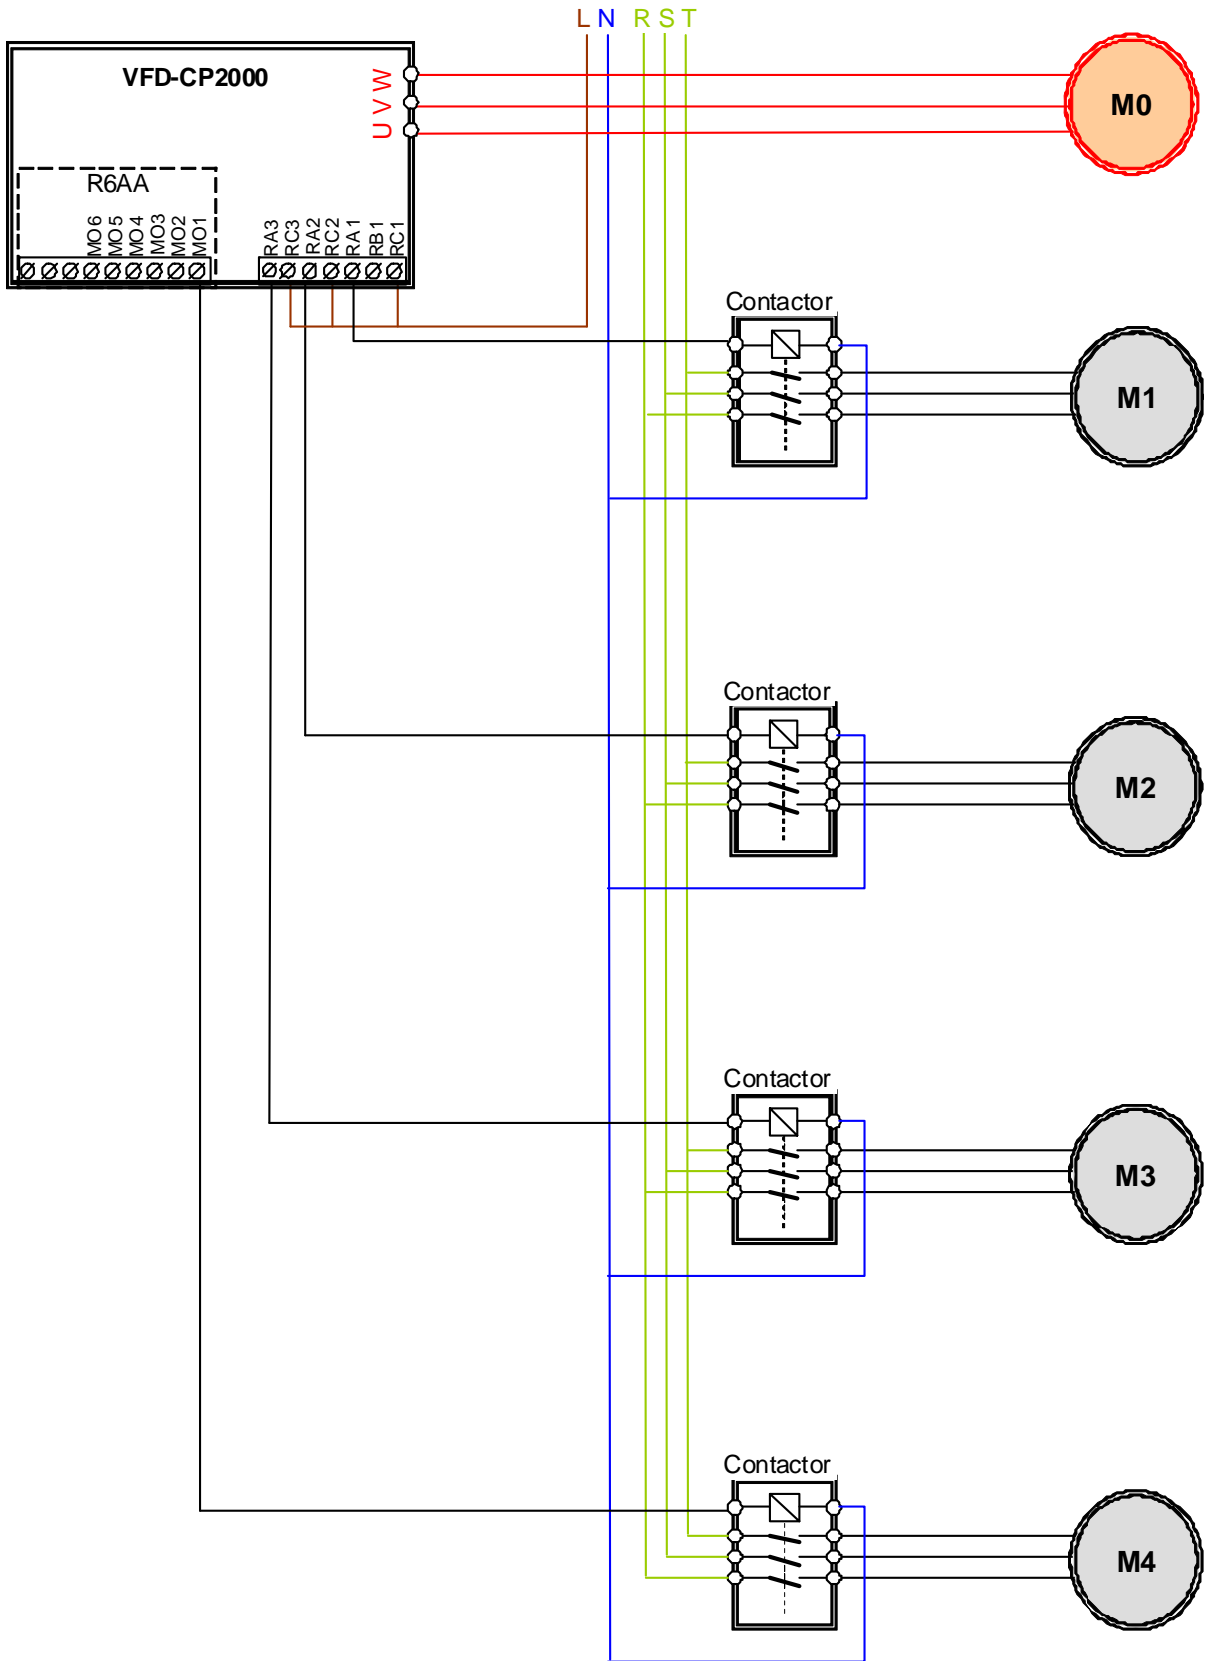 L N R S T
VFD-CP2000
W
V
U
M0
R6AA
MO6
MO5
MO4
MO3
MO2
MO1
RA3
RC3
RA2
RC2
RA1
RB1
RC1
Contactor
M1
Contactor
M2
Contactor
M3
Contactor
M4